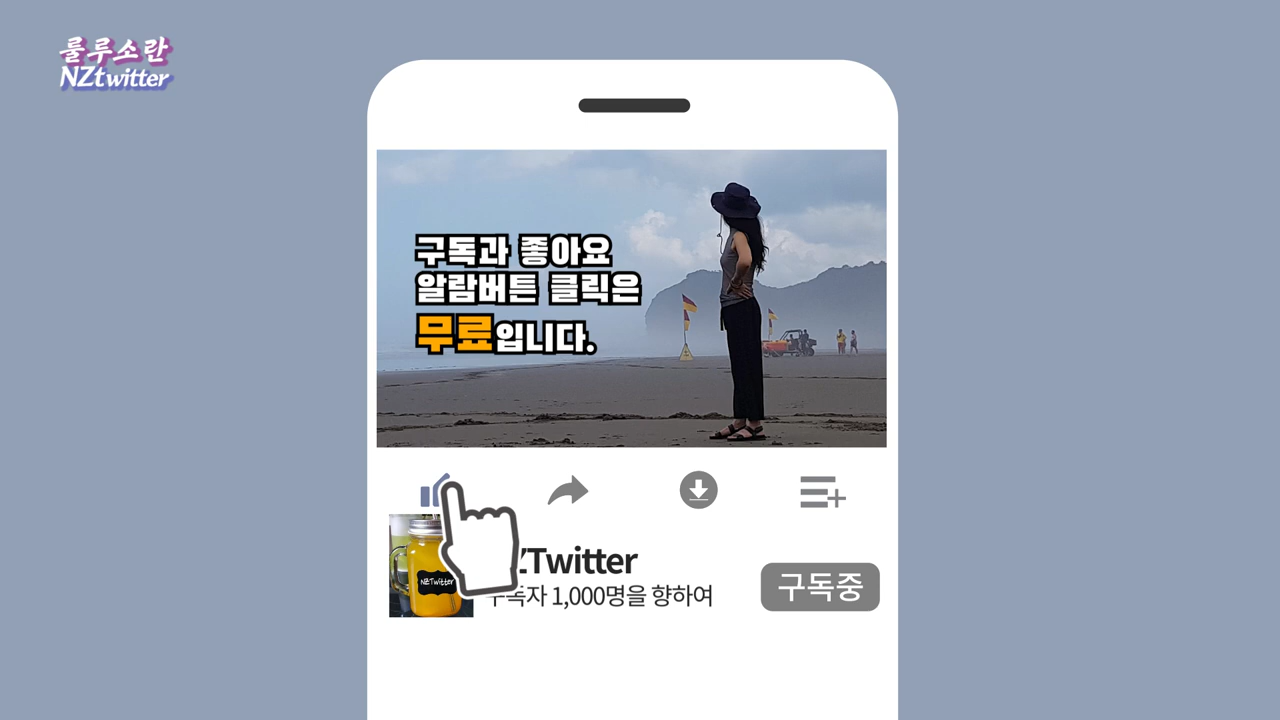 룰루소란
NZtwitter
구독과 좋아요
알람버튼 클릭은
무료입니다.
NZTwitter
ZTwitter
구독자 1,000명을 향하여
구독중